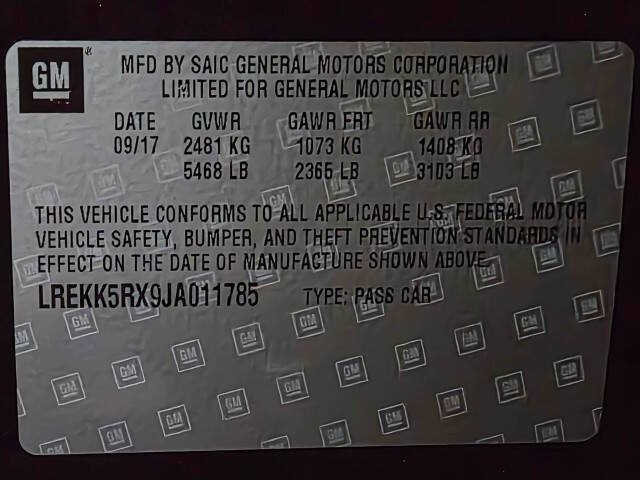 GM ®
MFD BY SAIC GENERAL MOTORS CORPORATION
LIMITED FOR GENERAL MOTORS LLC
DATE GVWR GAWR FRT GAWR RR
09/17 2481 KG 1073 KG 1408 KG
5468 LB 2365 LB 3103 LB
THIS VEHICLE CONFORMS TO ALL APPLICABLE U.S. FEDERAL MOTOR
VEHICLE SAFETY, BUMPER, AND THEFT PREVENTION STANDARDS IN
EFFECT ON THE DATE OF MANUFACTURE SHOWN ABOVE.
LREKK5RX9JA011785 TYPE: PASS CAR